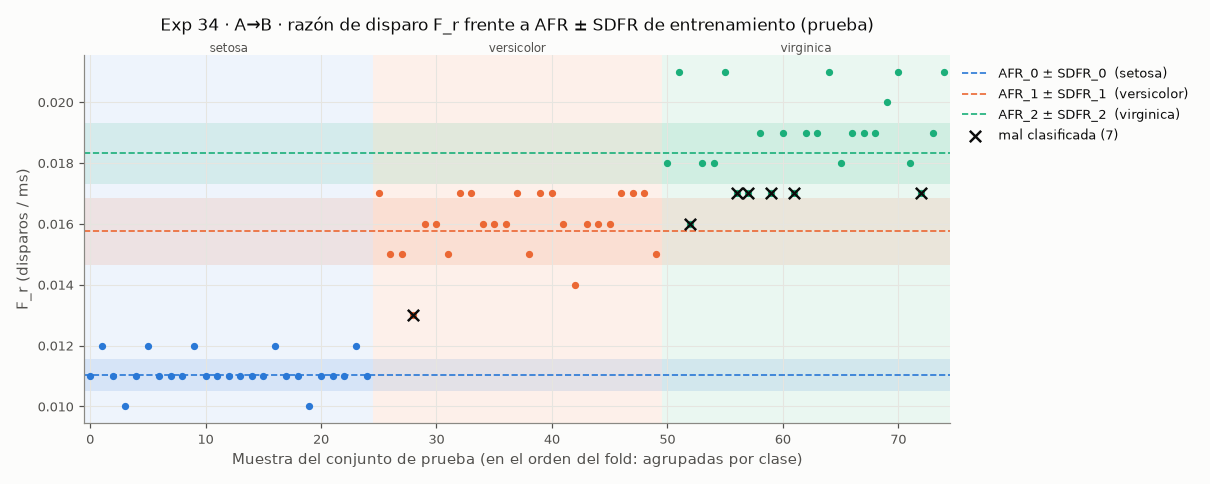 Exp 34 · A→B · razón de disparo F_r frente a AFR ± SDFR de entrenamiento (prueba)
setosa versicolor virginica
F_r (disparos / ms)
0.020
0.018
0.016
0.014
0.012
0.010
0 10 20 30 40 50 60 70
Muestra del conjunto de prueba (en el orden del fold: agrupadas por clase)
AFR_0 ± SDFR_0 (setosa)
AFR_1 ± SDFR_1 (versicolor)
AFR_2 ± SDFR_2 (virginica)
mal clasificada (7)